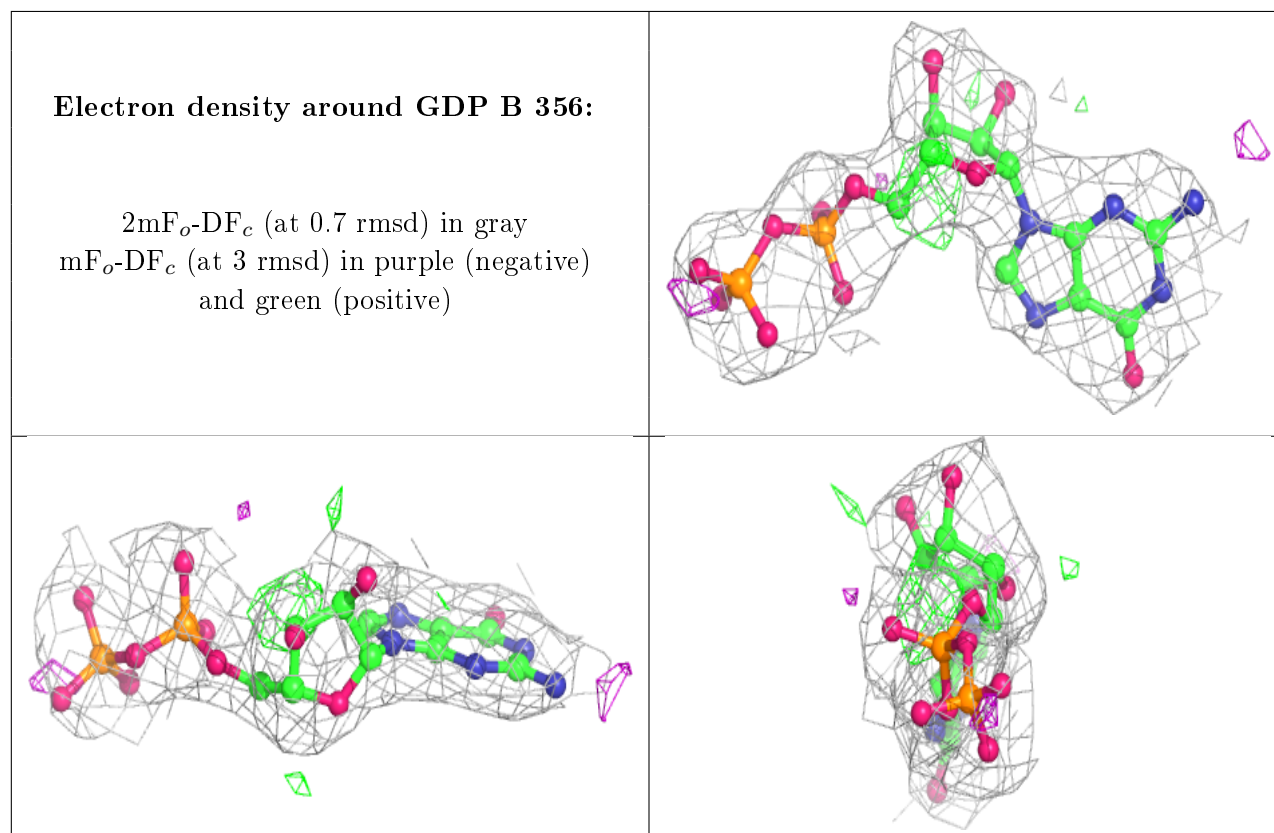 Electron density around GDP B 356:
2mFo-DFc (at 0.7 rmsd) in gray
mFo-DFc (at 3 rmsd) in purple (negative)
and green (positive)